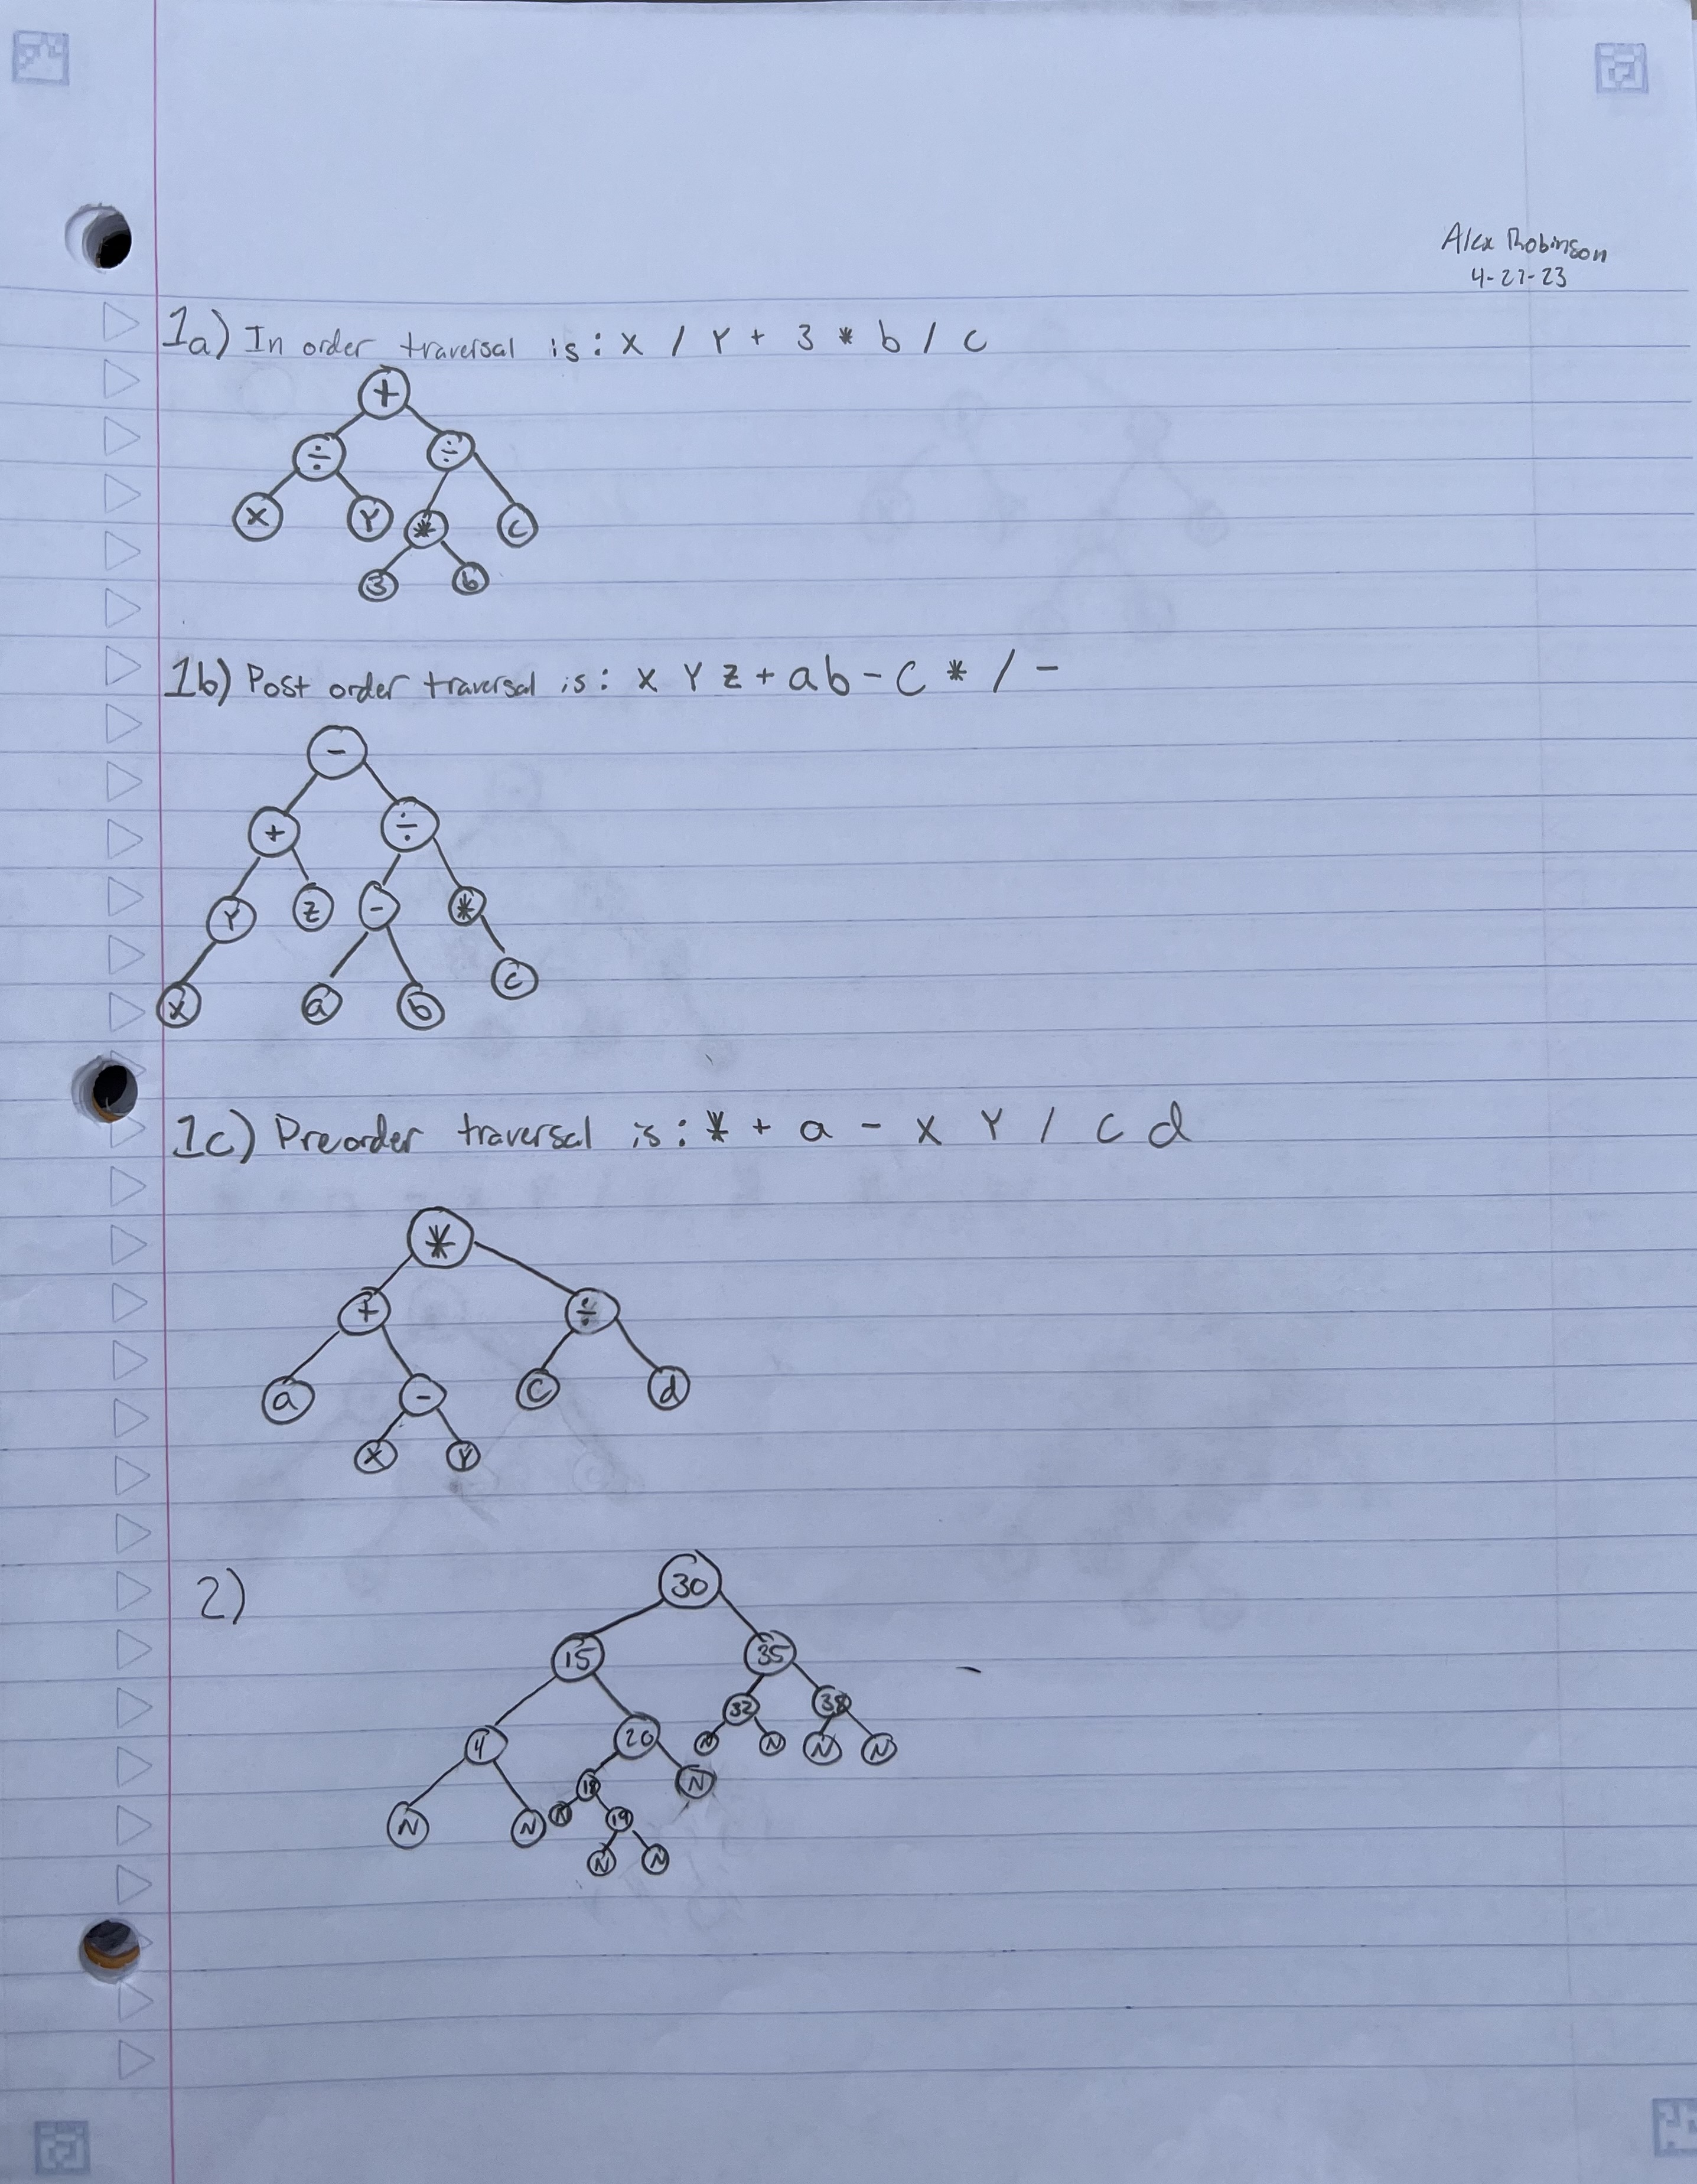 Alex Robinson
4-27-23
1a) In order traversal is: X / Y + 3 * b / c
+
÷ ÷
X Y * c
3 b
1b) Post order traversal is: X Y Z + a b - C * / -
-
+ ÷
Y Z - *
X a b c
1c) Preorder traversal is: * + a - X Y / C d
*
+ ÷
a - C d
X Y
2)
30
15 35
4 20 32 38
N N 18 N N N N N
N 19
N N